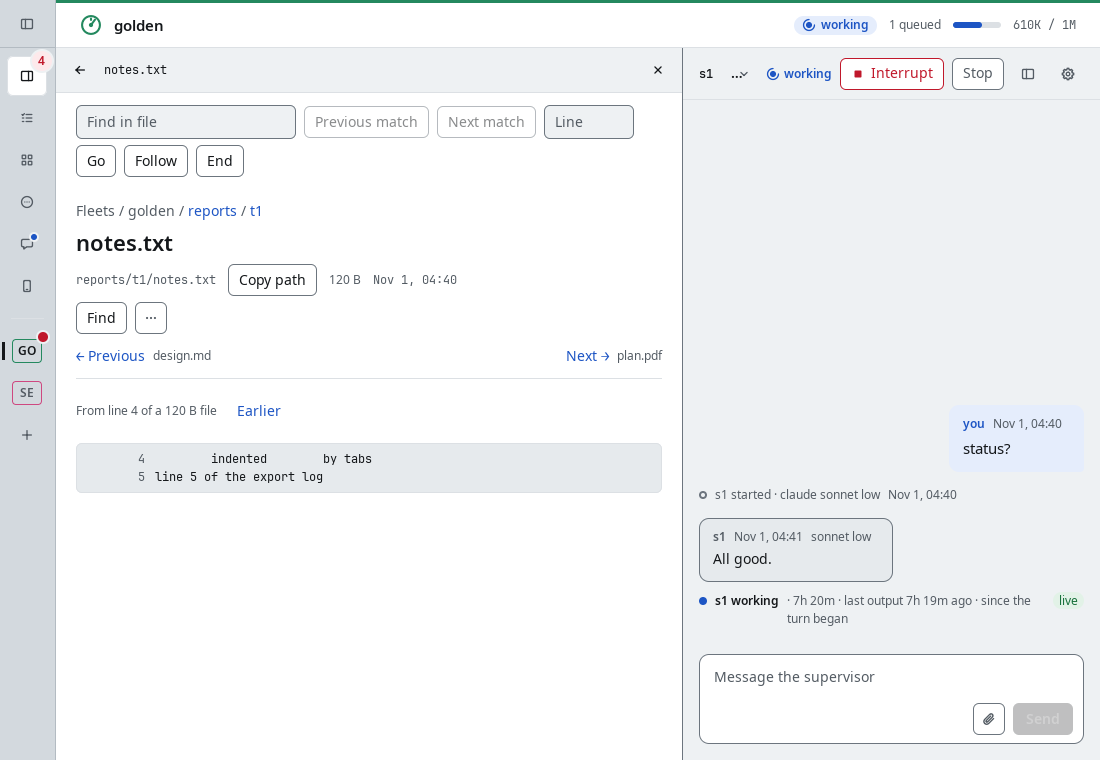 golden
working
1 queued
610K / 1M
4
notes.txt
s1
...
working
Interrupt
Stop
Find in file
Previous match
Next match
Line
Go
Follow
End
Fleets / golden / reports / t1
notes.txt
reports/t1/notes.txt
Copy path
120 B
Nov 1, 04:40
Find
...
← Previous design.md
Next → plan.pdf
GO
SE
From line 4 of a 120 B file
Earlier
4 indented by tabs
5 line 5 of the export log
you Nov 1, 04:40
status?
s1 started · claude sonnet low Nov 1, 04:40
s1 Nov 1, 04:41 sonnet low
All good.
s1 working · 7h 20m · last output 7h 19m ago · since the
turn began
live
Message the supervisor
Send